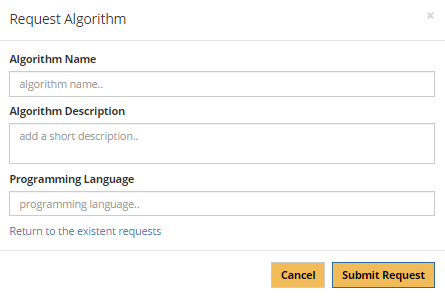 Request Algorithm ×
Algorithm Name
algorithm name..
Algorithm Description
add a short description..
Programming Language
programming language..
Return to the existent requests
Cancel Submit Request